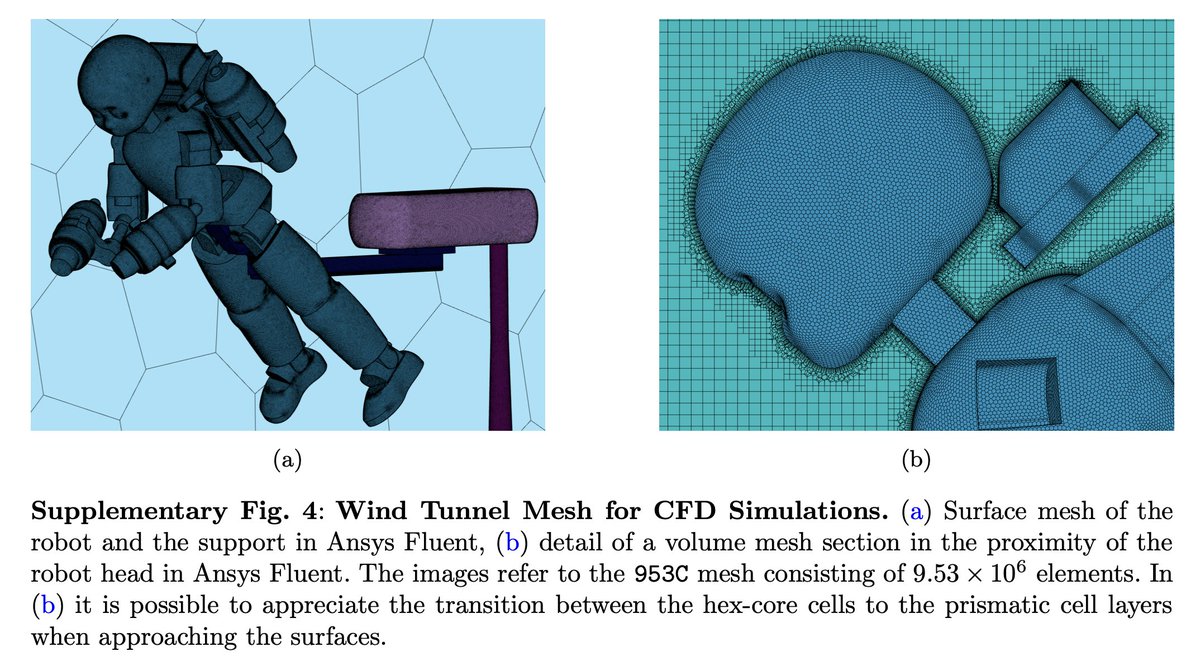 (a)
(b)
Supplementary Fig. 4: Wind Tunnel Mesh for CFD Simulations. (a) Surface mesh of the
robot and the support in Ansys Fluent, (b) detail of a volume mesh section in the proximity of the
robot head in Ansys Fluent. The images refer to the 953C mesh consisting of 9.53 × 10⁶ elements. In
(b) it is possible to appreciate the transition between the hex-core cells to the prismatic cell layers
when approaching the surfaces.